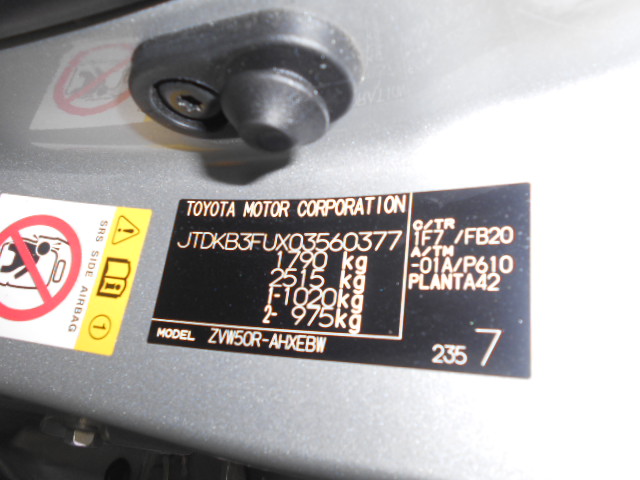 TOYOTA MOTOR CORPORATION
JTDKB3FUX03560377
1790 kg
2515 kg
1-1020kg
2- 975kg
MODEL ZVW50R-AHXEBW
C/TR
1F7 /FB20
A/TM
-01A/P610
PLANTA42
235 7
SRS SIDE AIRBAG
1